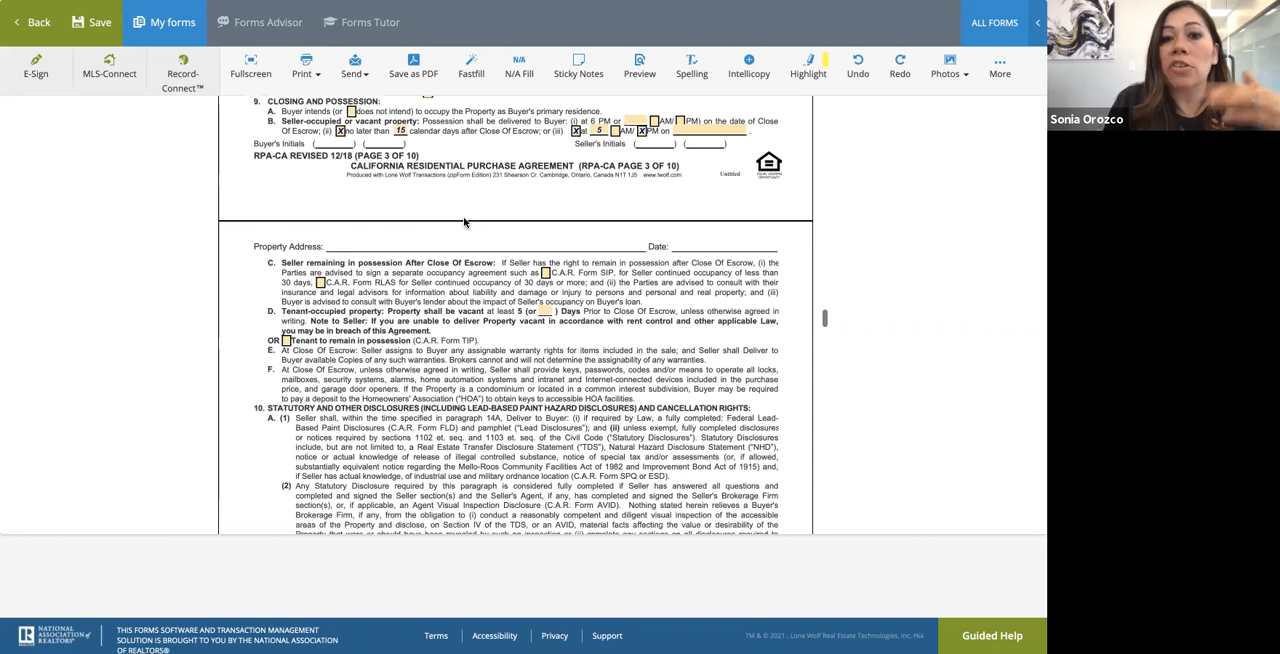 Back
Save
My forms
Forms Advisor
Forms Tutor
ALL FORMS
E-Sign
MLS-Connect
Record-
Connect™
Fullscreen
Print
Send
Save as PDF
Fastfill
N/A
N/A Fill
Sticky Notes
Preview
Spelling
Intellicopy
Highlight
Undo
Redo
Photos
More
Sonia Orozco
9. CLOSING AND POSSESSION:
A. Buyer intends (or does not intend) to occupy the Property as Buyer's primary residence.
B. Seller-occupied or vacant property: Possession shall be delivered to Buyer: (i) at 6 PM or AM/ PM) on the date of Close
Of Escrow; (ii) X no later than 15 calendar days after Close Of Escrow; or (iii) X at 5 AM/ X PM on .
Buyer's Initials ( ) ( ) Seller's Initials ( ) ( )
RPA-CA REVISED 12/18 (PAGE 3 OF 10)
CALIFORNIA RESIDENTIAL PURCHASE AGREEMENT (RPA-CA PAGE 3 OF 10)
Produced with Lone Wolf Transactions (zipForm Edition) 231 Shearson Cr. Cambridge, Ontario, Canada N1T 1J5 www.lwolf.com Untitled
Property Address: Date:
C. Seller remaining in possession After Close Of Escrow: If Seller has the right to remain in possession after Close Of Escrow, (i) the
Parties are advised to sign a separate occupancy agreement such as C.A.R. Form SIP, for Seller continued occupancy of less than
30 days, C.A.R. Form RLAS for Seller continued occupancy of 30 days or more; and (ii) the Parties are advised to consult with
insurance and legal advisors for information about liability and damage or injury to persons and personal and real property; and (iii)
Buyer is advised to consult with Buyer's lender about the impact of Seller's occupancy on Buyer's loan.
D. Tenant-occupied property: Property shall be vacant at least 5 (or ) Days Prior to Close Of Escrow, unless otherwise agreed in
writing. Note to Seller: If you are unable to deliver Property vacant in accordance with rent control and other applicable Law,
you may be in breach of this Agreement.
OR Tenant to remain in possession (C.A.R. Form TIP).
E. At Close Of Escrow: Seller assigns to Buyer any assignable warranty rights for items included in the sale; and Seller shall Deliver to
Buyer available Copies of any such warranties. Brokers cannot and will not determine the assignability of any warranties.
F. At Close Of Escrow, unless otherwise agreed in writing, Seller shall provide keys, passwords, codes and/or means to operate all locks,
mailboxes, security systems, alarms, home automation systems and intranet and Internet-connected devices included in the purchase
price, and garage door openers. If the Property is a condominium or located in a common interest subdivision, Buyer may be required
to pay a deposit to the Homeowners' Association ("HOA") to obtain keys to accessible HOA facilities.
10. STATUTORY AND OTHER DISCLOSURES (INCLUDING LEAD-BASED PAINT HAZARD DISCLOSURES) AND CANCELLATION RIGHTS:
A. (1) Seller shall, within the time specified in paragraph 14A, Deliver to Buyer: (i) if required by Law, a fully completed: Federal Lead-
Based Paint Disclosures (C.A.R. Form FLD) and pamphlet ("Lead Disclosures"); and (ii) unless exempt, fully completed disclosures
or notices required by sections 1102 et. seq. and 1103 et. seq. of the Civil Code ("Statutory Disclosures"). Statutory Disclosures
include, but are not limited to, a Real Estate Transfer Disclosure Statement ("TDS"), Natural Hazard Disclosure Statement ("NHD"),
notice or actual knowledge of release of illegal controlled substance, notice of special tax and/or assessments (or, if allowed,
substantially equivalent notice regarding the Mello-Roos Community Facilities Act of 1982 and Improvement Bond Act of 1915) and,
if Seller has actual knowledge, of industrial use and military ordnance location (C.A.R. Form SPQ or ESD).
(2) Any Statutory Disclosure required by this paragraph is considered fully completed if Seller has answered all questions and
completed and signed the Seller section(s) and the Seller's Agent, if any, has completed and signed the Seller's Brokerage Firm
section(s), or, if applicable, an Agent Visual Inspection Disclosure (C.A.R. Form AVID). Nothing stated herein relieves a Buyer's
Brokerage Firm, if any, from the obligation to (i) conduct a reasonably competent and diligent visual inspection of the accessible
areas of the Property and disclose, on Section IV of the TDS, or an AVID, material facts affecting the value or desirability of the
NATIONAL
ASSOCIATION of
REALTORS®
THIS FORMS SOFTWARE AND TRANSACTION MANAGEMENT
SOLUTION IS BROUGHT TO YOU BY THE NATIONAL ASSOCIATION
OF REALTORS®
Terms
Accessibility
Privacy
Support
TM & © 2021, Lone Wolf Real Estate Technologies, Inc. P64
Guided Help